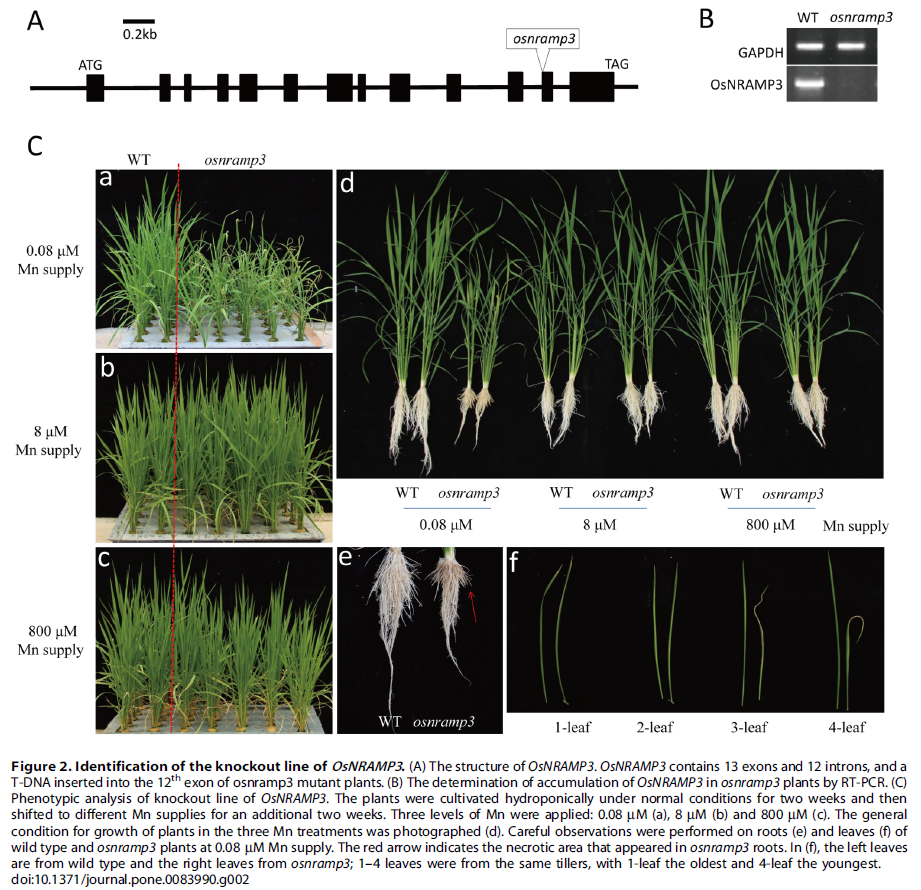 A
0.2kb
osnramp3
ATG
TAG
B
WT osnramp3
GAPDH
OsNRAMP3
C
WT osnramp3
a
0.08 μM
Mn supply
b
8 μM
Mn supply
c
800 μM
Mn supply
d
WT osnramp3 WT osnramp3 WT osnramp3
0.08 μM 8 μM 800 μM Mn supply
e
WT osnramp3
f
1-leaf 2-leaf 3-leaf 4-leaf
Figure 2. Identification of the knockout line of OsNRAMP3. (A) The structure of OsNRAMP3. OsNRAMP3 contains 13 exons and 12 introns, and a
T-DNA inserted into the 12th exon of osnramp3 mutant plants. (B) The determination of accumulation of OsNRAMP3 in osnramp3 plants by RT-PCR. (C)
Phenotypic analysis of knockout line of OsNRAMP3. The plants were cultivated hydroponically under normal conditions for two weeks and then
shifted to different Mn supplies for an additional two weeks. Three levels of Mn were applied: 0.08 μM (a), 8 μM (b) and 800 μM (c). The general
condition for growth of plants in the three Mn treatments was photographed (d). Careful observations were performed on roots (e) and leaves (f) of
wild type and osnramp3 plants at 0.08 μM Mn supply. The red arrow indicates the necrotic area that appeared in osnramp3 roots. In (f), the left leaves
are from wild type and the right leaves from osnramp3; 1–4 leaves were from the same tillers, with 1-leaf the oldest and 4-leaf the youngest.
doi:10.1371/journal.pone.0083990.g002